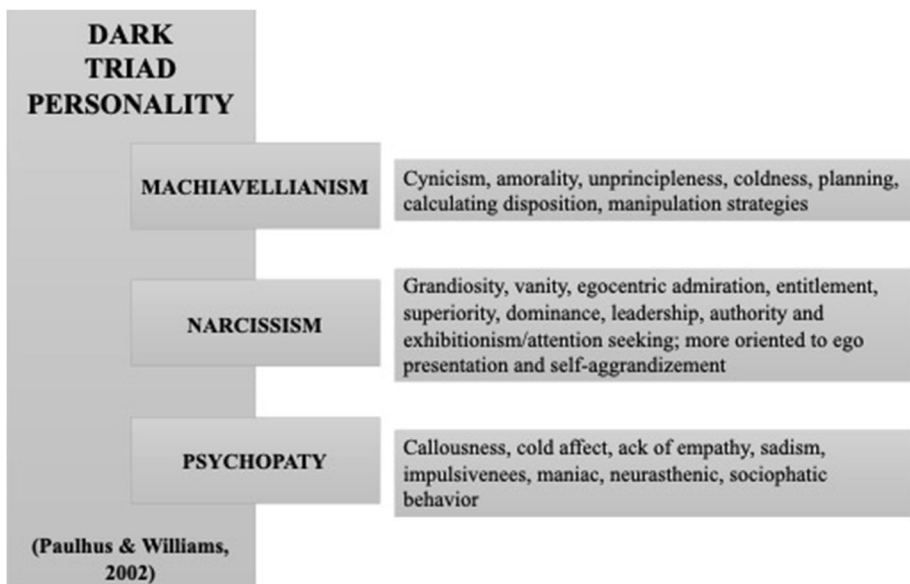 DARK
TRIAD
PERSONALITY
MACHIAVELLIANISM
Cynicism, amorality, unprincipleness, coldness, planning,
calculating disposition, manipulation strategies
NARCISSISM
Grandiosity, vanity, egocentric admiration, entitlement,
superiority, dominance, leadership, authority and
exhibitionism/attention seeking; more oriented to ego
presentation and self-aggrandizement
PSYCHOPATY
Callousness, cold affect, ack of empathy, sadism,
impulsivenees, maniac, neurasthenic, sociophatic
behavior
(Paulhus & Williams,
2002)